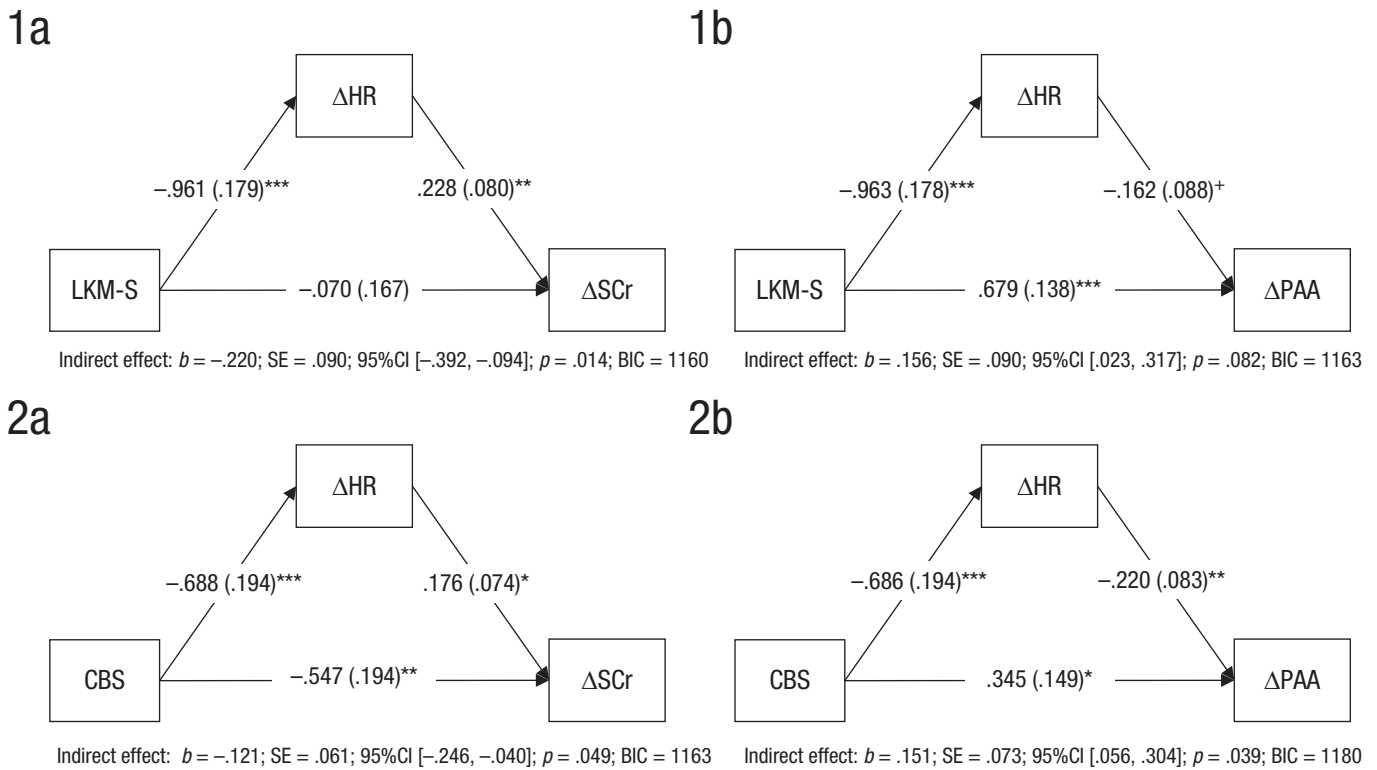 1a 1b
ΔHR ΔHR
–.961 (.179)*** .228 (.080)** –.963 (.178)*** –.162 (.088)+
LKM-S –.070 (.167) ΔSCr LKM-S .679 (.138)*** ΔPAA
Indirect effect: b = –.220; SE = .090; 95%CI [–.392, –.094]; p = .014; BIC = 1160
Indirect effect: b = .156; SE = .090; 95%CI [.023, .317]; p = .082; BIC = 1163
2a 2b
ΔHR ΔHR
–.688 (.194)*** .176 (.074)* –.686 (.194)*** –.220 (.083)**
CBS –.547 (.194)** ΔSCr CBS .345 (.149)* ΔPAA
Indirect effect: b = –.121; SE = .061; 95%CI [–.246, –.040]; p = .049; BIC = 1163
Indirect effect: b = .151; SE = .073; 95%CI [.056, .304]; p = .039; BIC = 1180